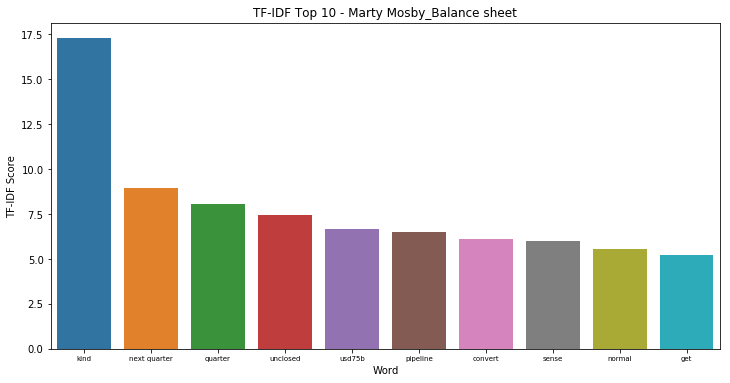 TF-IDF Top 10 - Marty Mosby_Balance sheet
TF-IDF Score
17.5
15.0
12.5
10.0
7.5
5.0
2.5
0.0
kind next quarter quarter unclosed usd75b pipeline convert sense normal get
Word